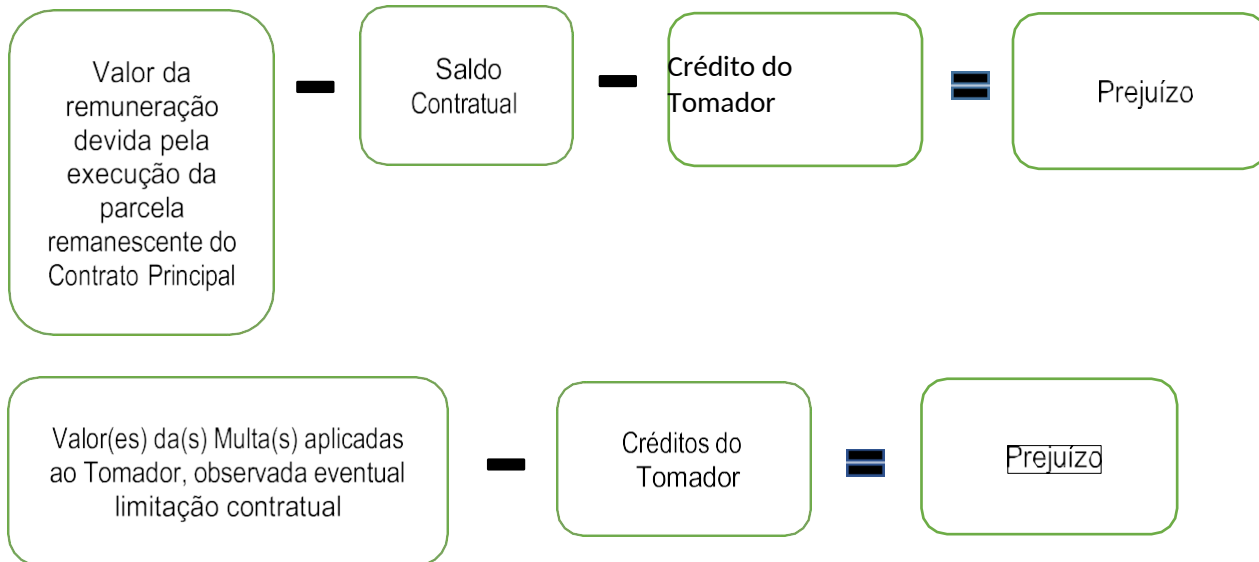 Valor da
remuneração
devida pela
execução da
parcela
remanescente do
Contrato Principal
Saldo
Contratual
Crédito do
Tomador
Prejuízo
Valor(es) da(s) Multa(s) aplicadas
ao Tomador, observada eventual
limitação contratual
Créditos do
Tomador
Prejuízo